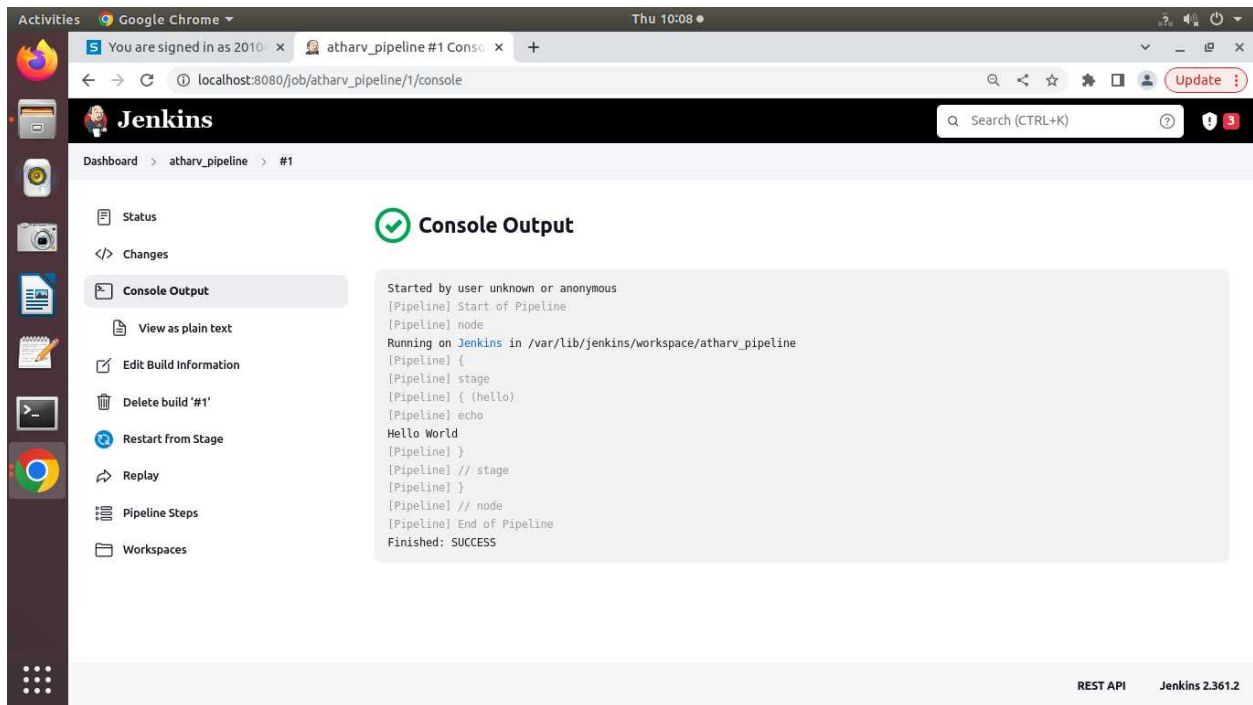 Activities Google Chrome Thu 10:08
You are signed in as 2010 atharv_pipeline #1 Conso
localhost:8080/job/atharv_pipeline/1/console Update
Jenkins Search (CTRL+K) 3
Dashboard > atharv_pipeline > #1
Status
Changes
Console Output
View as plain text
Edit Build Information
Delete build '#1'
Restart from Stage
Replay
Pipeline Steps
Workspaces
Console Output
Started by user unknown or anonymous
[Pipeline] Start of Pipeline
[Pipeline] node
Running on Jenkins in /var/lib/jenkins/workspace/atharv_pipeline
[Pipeline] {
[Pipeline] stage
[Pipeline] { (hello)
[Pipeline] echo
Hello World
[Pipeline] }
[Pipeline] // stage
[Pipeline] }
[Pipeline] // node
[Pipeline] End of Pipeline
Finished: SUCCESS
REST API Jenkins 2.361.2